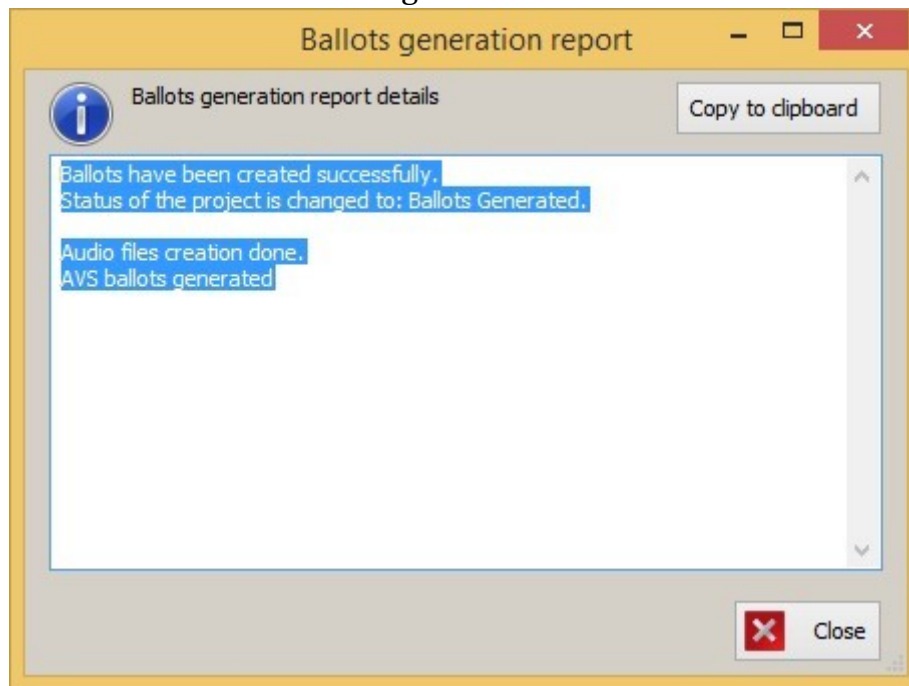 Ballots generation report
Ballots generation report details
Copy to clipboard
Ballots have been created successfully.
Status of the project is changed to: Ballots Generated.
Audio files creation done.
AVS ballots generated
Close